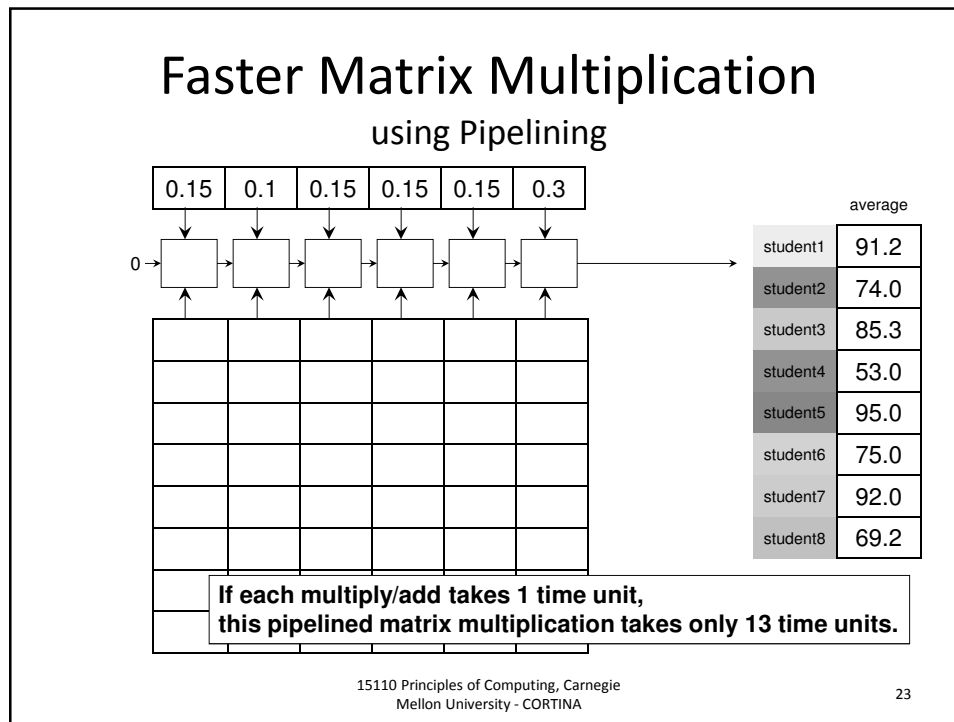 Faster Matrix Multiplication
using Pipelining
0.15 0.1 0.15 0.15 0.15 0.3
0
average
student1 91.2
student2 74.0
student3 85.3
student4 53.0
student5 95.0
student6 75.0
student7 92.0
student8 69.2
If each multiply/add takes 1 time unit,
this pipelined matrix multiplication takes only 13 time units.
15110 Principles of Computing, Carnegie
Mellon University - CORTINA
23